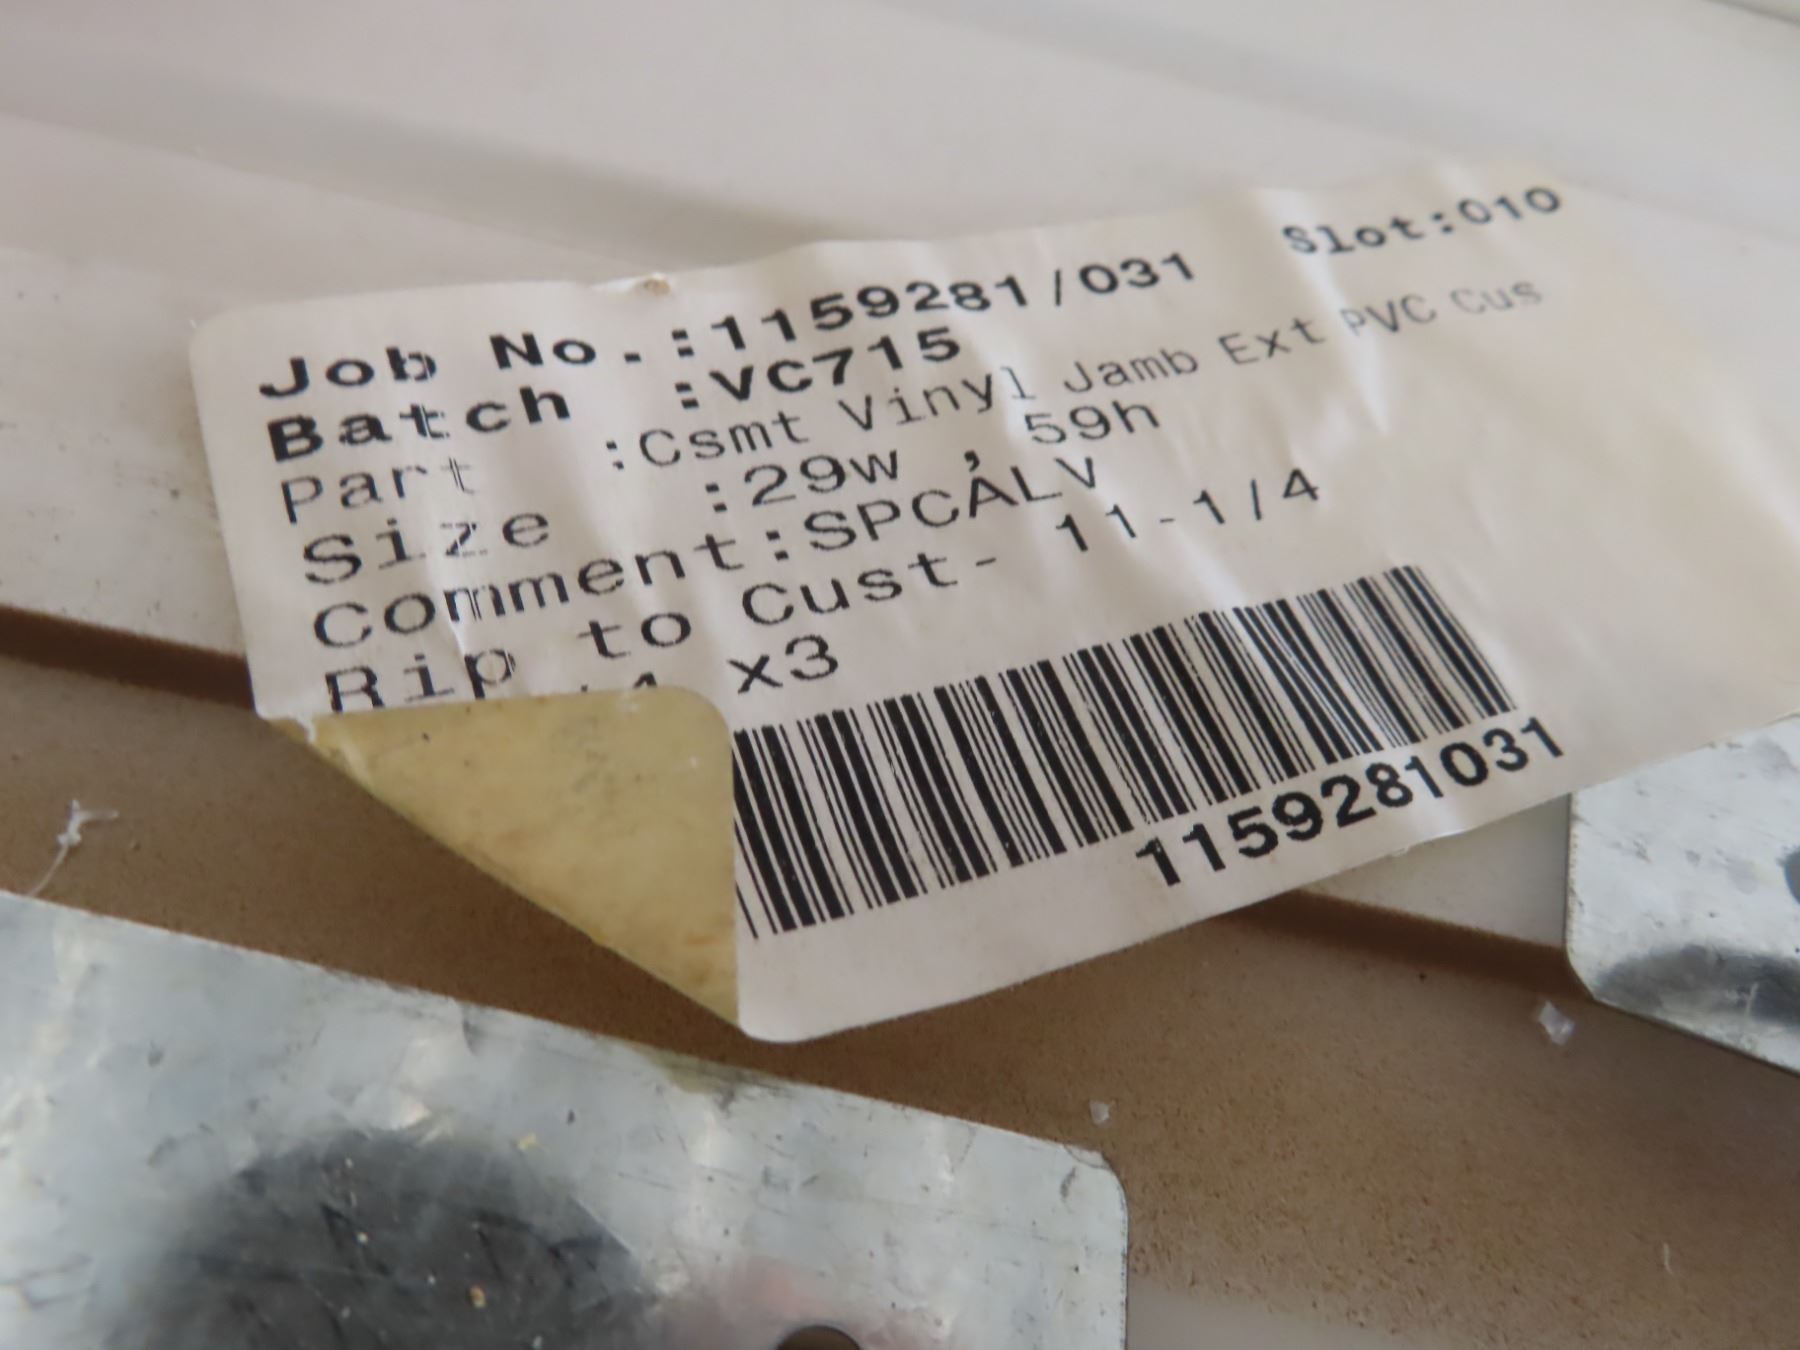 Slot:010
Job No.:1159281/031
Batch :VC715
Part :Csmt Vinyl Jamb Ext PVC Cus
Size :29w , 59h
Comment:SPCALV
Rip to Cust- 11-1/4
x3
1159281031